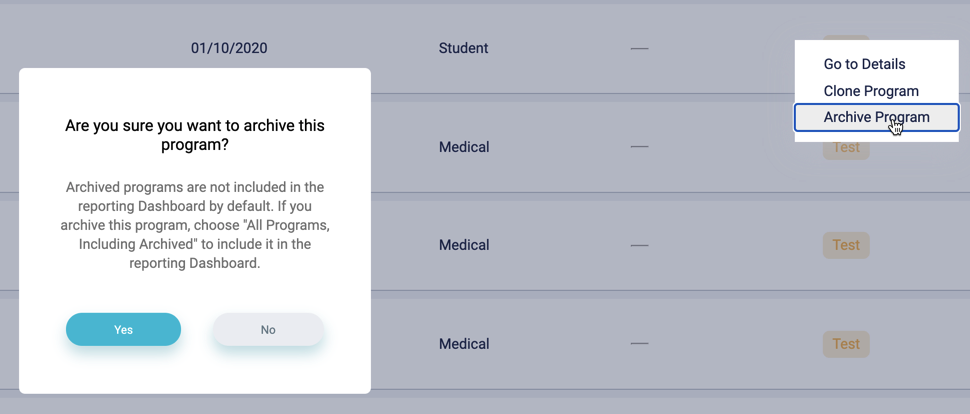 01/10/2020 Student —
Go to Details
Clone Program
Archive Program
Are you sure you want to archive this
program?
Archived programs are not included in the
reporting Dashboard by default. If you
archive this program, choose "All Programs,
Including Archived" to include it in the
reporting Dashboard.
Yes No
Medical — Test
Medical — Test
Medical — Test